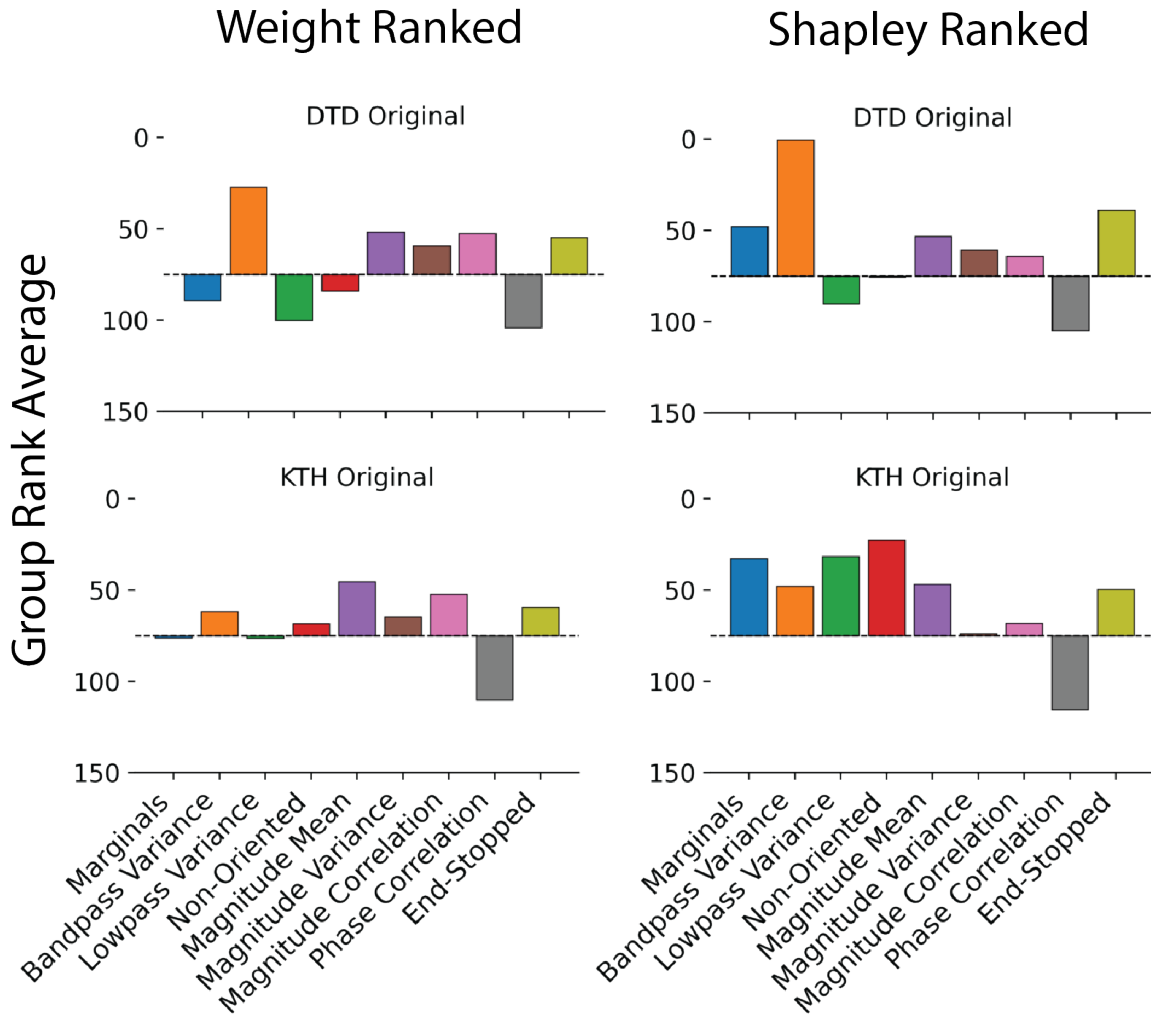 Weight Ranked
Shapley Ranked
Group Rank Average
DTD Original
0
50
100
150
DTD Original
0
50
100
150
KTH Original
0
50
100
150
KTH Original
0
50
100
150
Marginals
Bandpass Variance
Lowpass Variance
Non-Oriented
Magnitude Mean
Magnitude Variance
Magnitude Correlation
Phase Correlation
End-Stopped
Marginals
Bandpass Variance
Lowpass Variance
Non-Oriented
Magnitude Mean
Magnitude Variance
Magnitude Correlation
Phase Correlation
End-Stopped